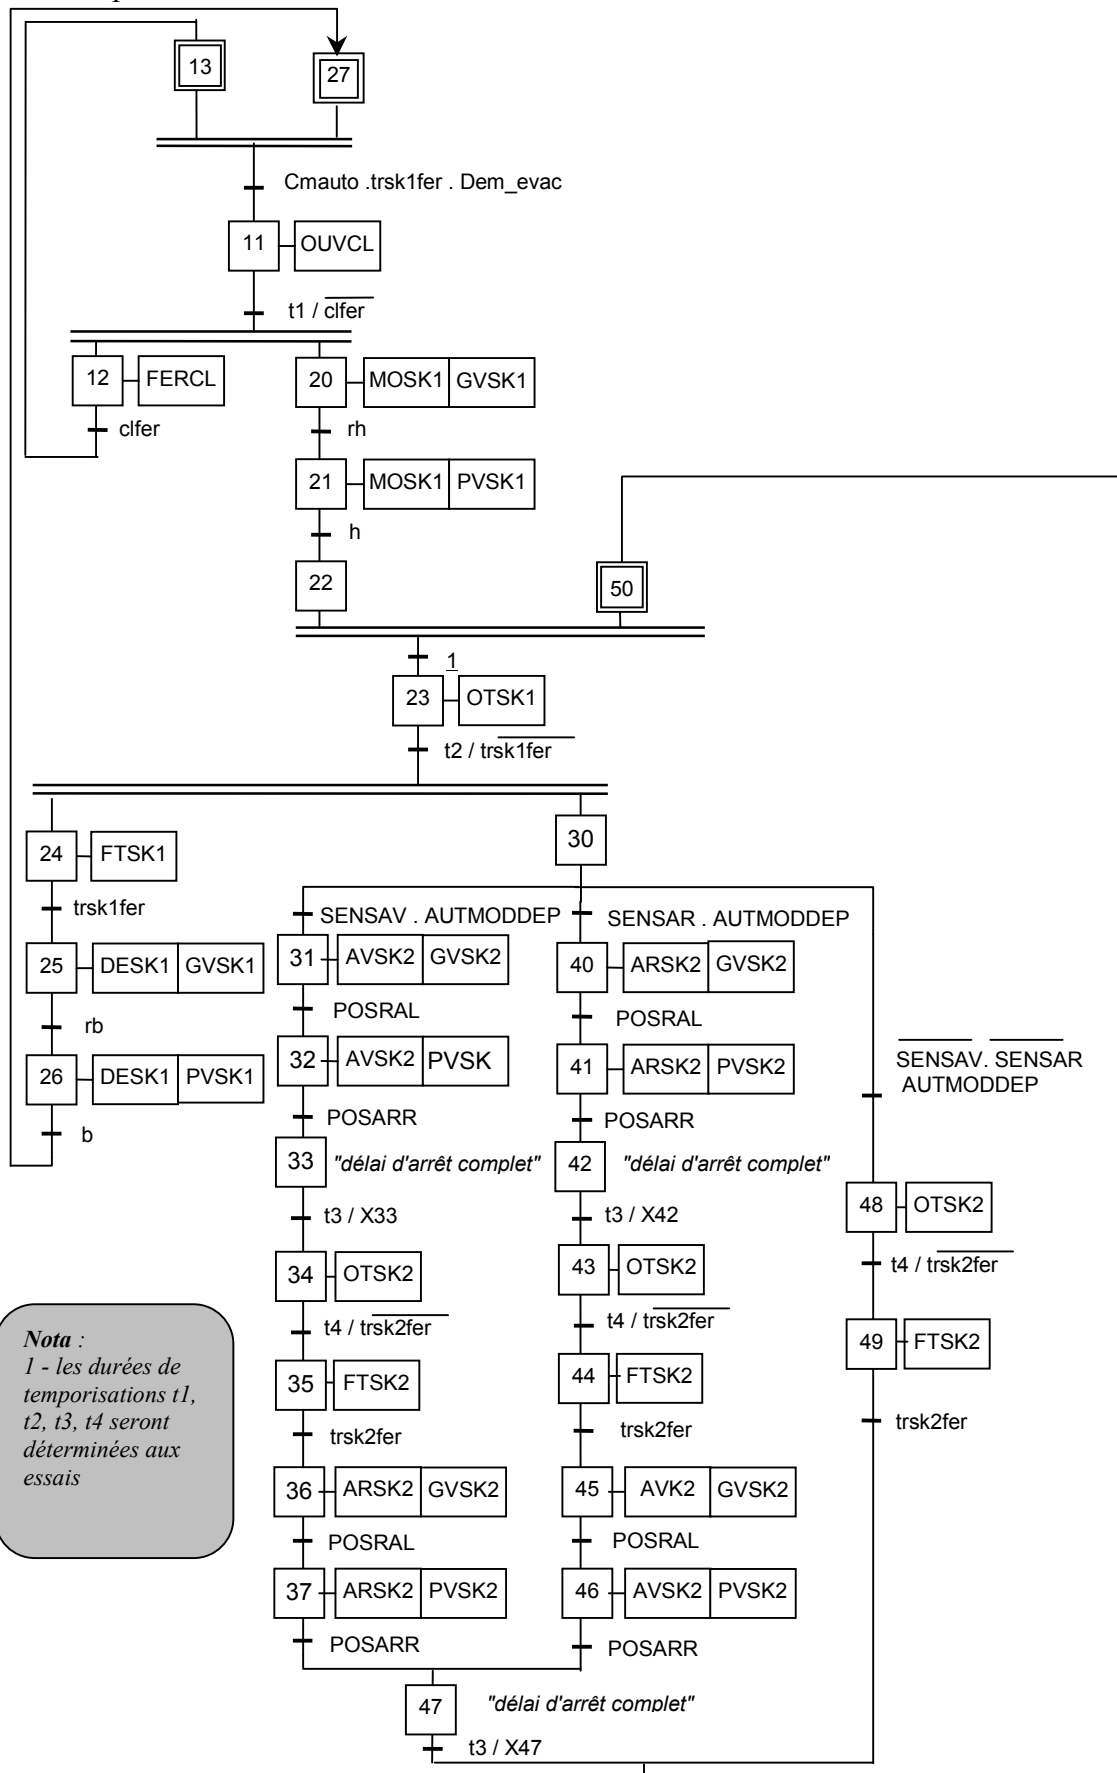 13
27
Cmauto .trsk1fer . Dem_evac
11 OUVCL
t1 / clfer
12 FERCL
20 MOSK1 GVSK1
clfer
rh
21 MOSK1 PVSK1
h
22
50
1
23 OTSK1
t2 / trsk1fer
24 FTSK1
30
trsk1fer
SENSAV . AUTMODDEP
SENSAR . AUTMODDEP
25 DESK1 GVSK1
31 AVSK2 GVSK2
40 ARSK2 GVSK2
rb
POSRAL
POSRAL
26 DESK1 PVSK1
32 AVSK2 PVSK
41 ARSK2 PVSK2
SENSAV. SENSAR
AUTMODDEP
b
POSARR
POSARR
33 "délai d'arrêt complet"
42 "délai d'arrêt complet"
48 OTSK2
t3 / X33
t3 / X42
t4 / trsk2fer
34 OTSK2
43 OTSK2
t4 / trsk2fer
t4 / trsk2fer
49 FTSK2
35 FTSK2
44 FTSK2
trsk2fer
trsk2fer
trsk2fer
Nota :
1 - les durées de
temporisations t1,
t2, t3, t4 seront
déterminées aux
essais
36 ARSK2 GVSK2
45 AVK2 GVSK2
POSRAL
POSRAL
37 ARSK2 PVSK2
46 AVSK2 PVSK2
POSARR
POSARR
47 "délai d'arrêt complet"
t3 / X47